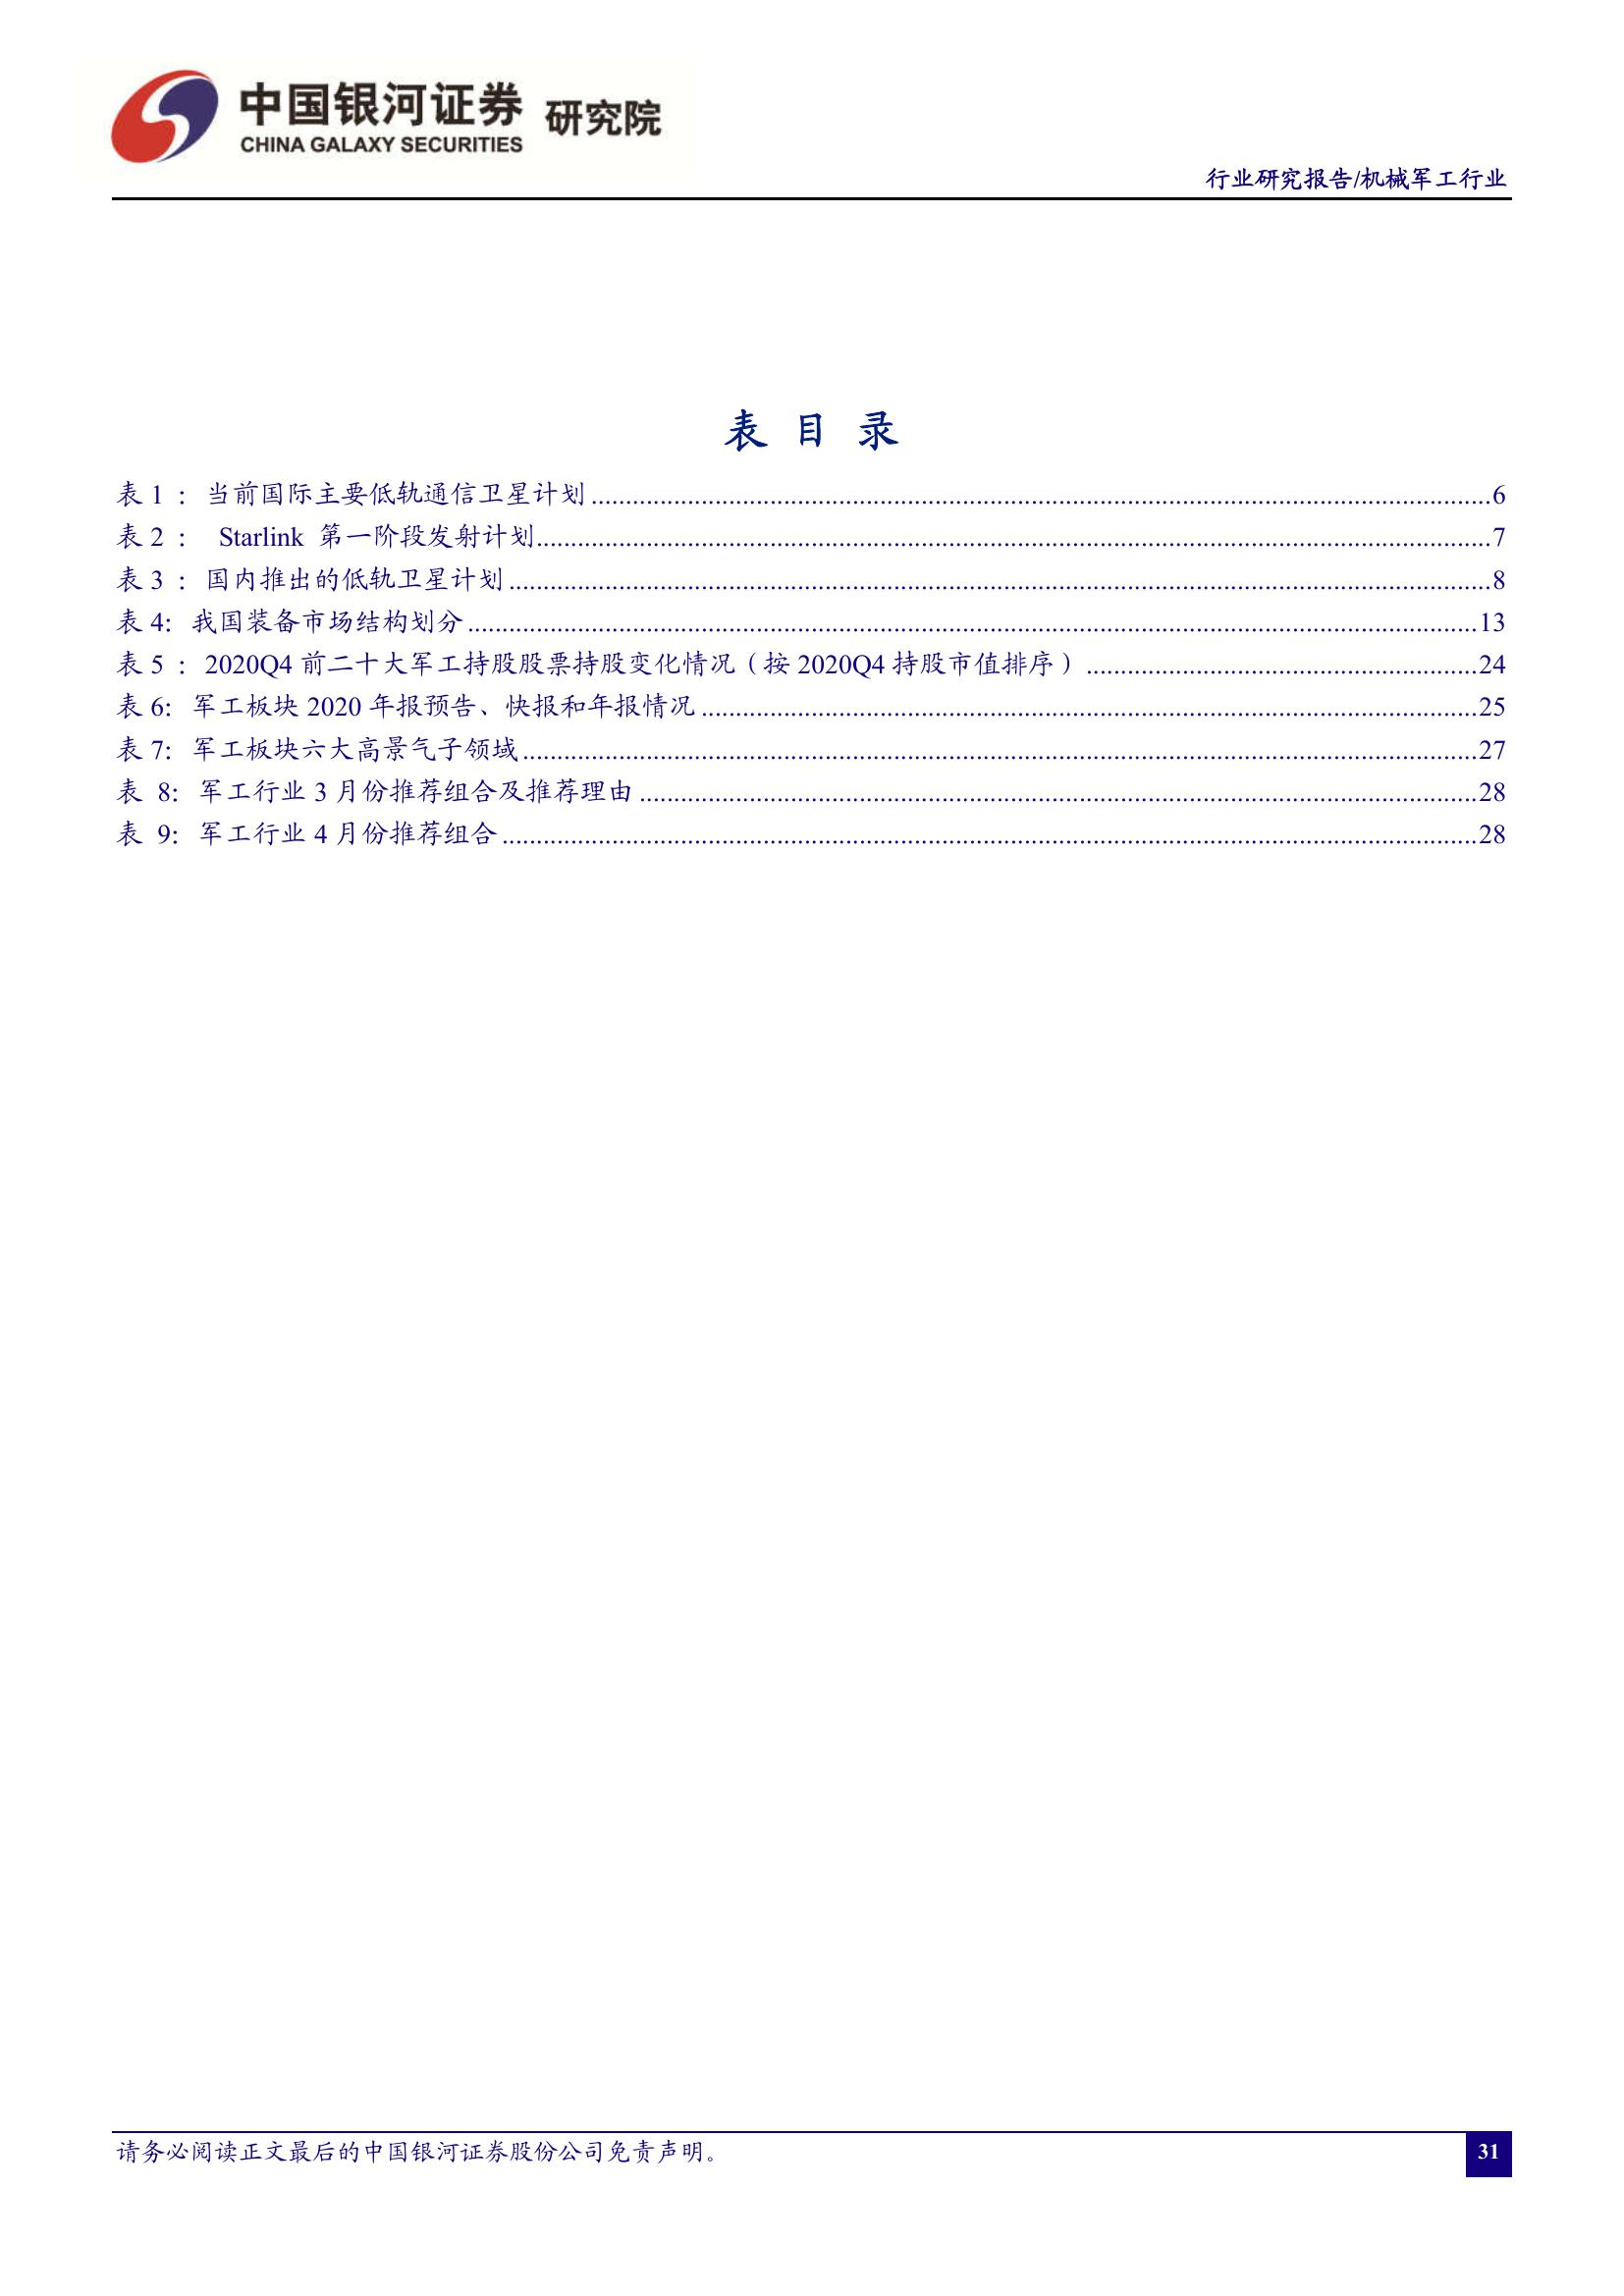 中国银河证券 研究院
CHINA GALAXY SECURITIES
行业研究报告/机械军工行业
表 目 录
表 1 ： 当前国际主要低轨通信卫星计划 ........ 6
表 2 ： Starlink 第一阶段发射计划 ........ 7
表 3 ： 国内推出的低轨卫星计划 ........ 8
表 4: 我国装备市场结构划分 ........ 13
表 5 ： 2020Q4 前二十大军工持股股票持股变化情况（按 2020Q4 持股市值排序） ........ 24
表 6: 军工板块 2020 年报预告、快报和年报情况 ........ 25
表 7: 军工板块六大高景气子领域 ........ 27
表 8: 军工行业 3 月份推荐组合及推荐理由 ........ 28
表 9: 军工行业 4 月份推荐组合 ........ 28
请务必阅读正文最后的中国银河证券股份公司免责声明。
31